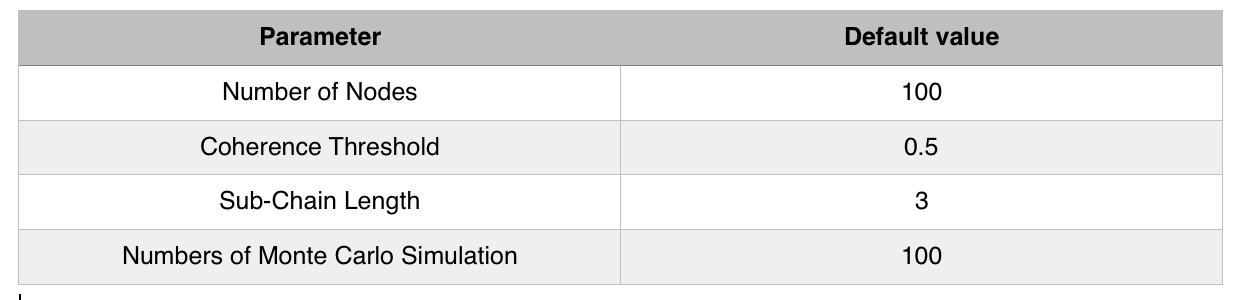 Parameter Default value
Number of Nodes 100
Coherence Threshold 0.5
Sub-Chain Length 3
Numbers of Monte Carlo Simulation 100